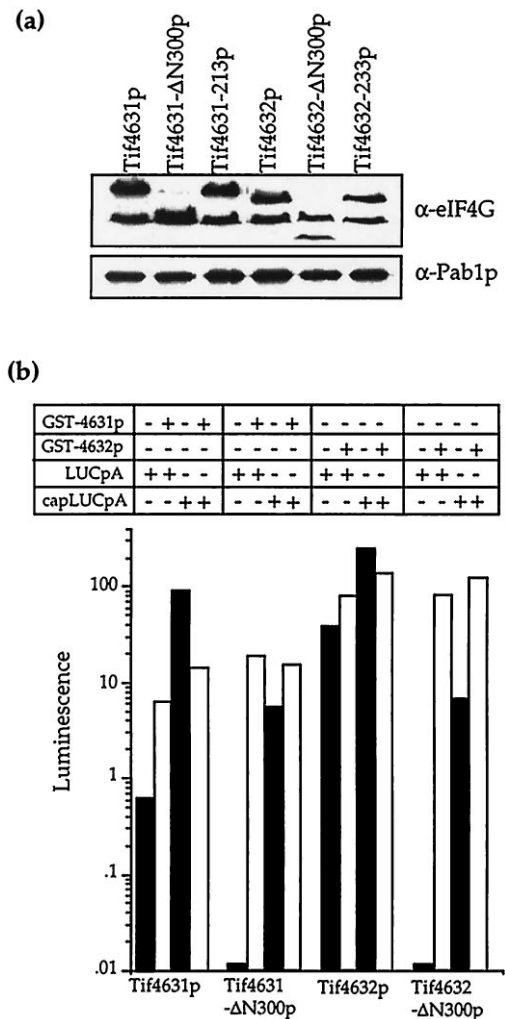 (a)
Tif4631p
Tif4631-ΔN300p
Tif4631-213p
Tif4632p
Tif4632-ΔN300p
Tif4632-233p
α-eIF4G
α-Pab1p
(b)
GST-4631p - + - + - + - + - - - - - - - -
GST-4632p - - - - - - - - - + - + - + - +
LUCpA + + - - + + - - + + - - + + - -
capLUCpA - - + + - - + + - - + + - - + +
Luminescence
100
10
1
.1
.01
Tif4631p
Tif4631
-ΔN300p
Tif4632p
Tif4632
-ΔN300p